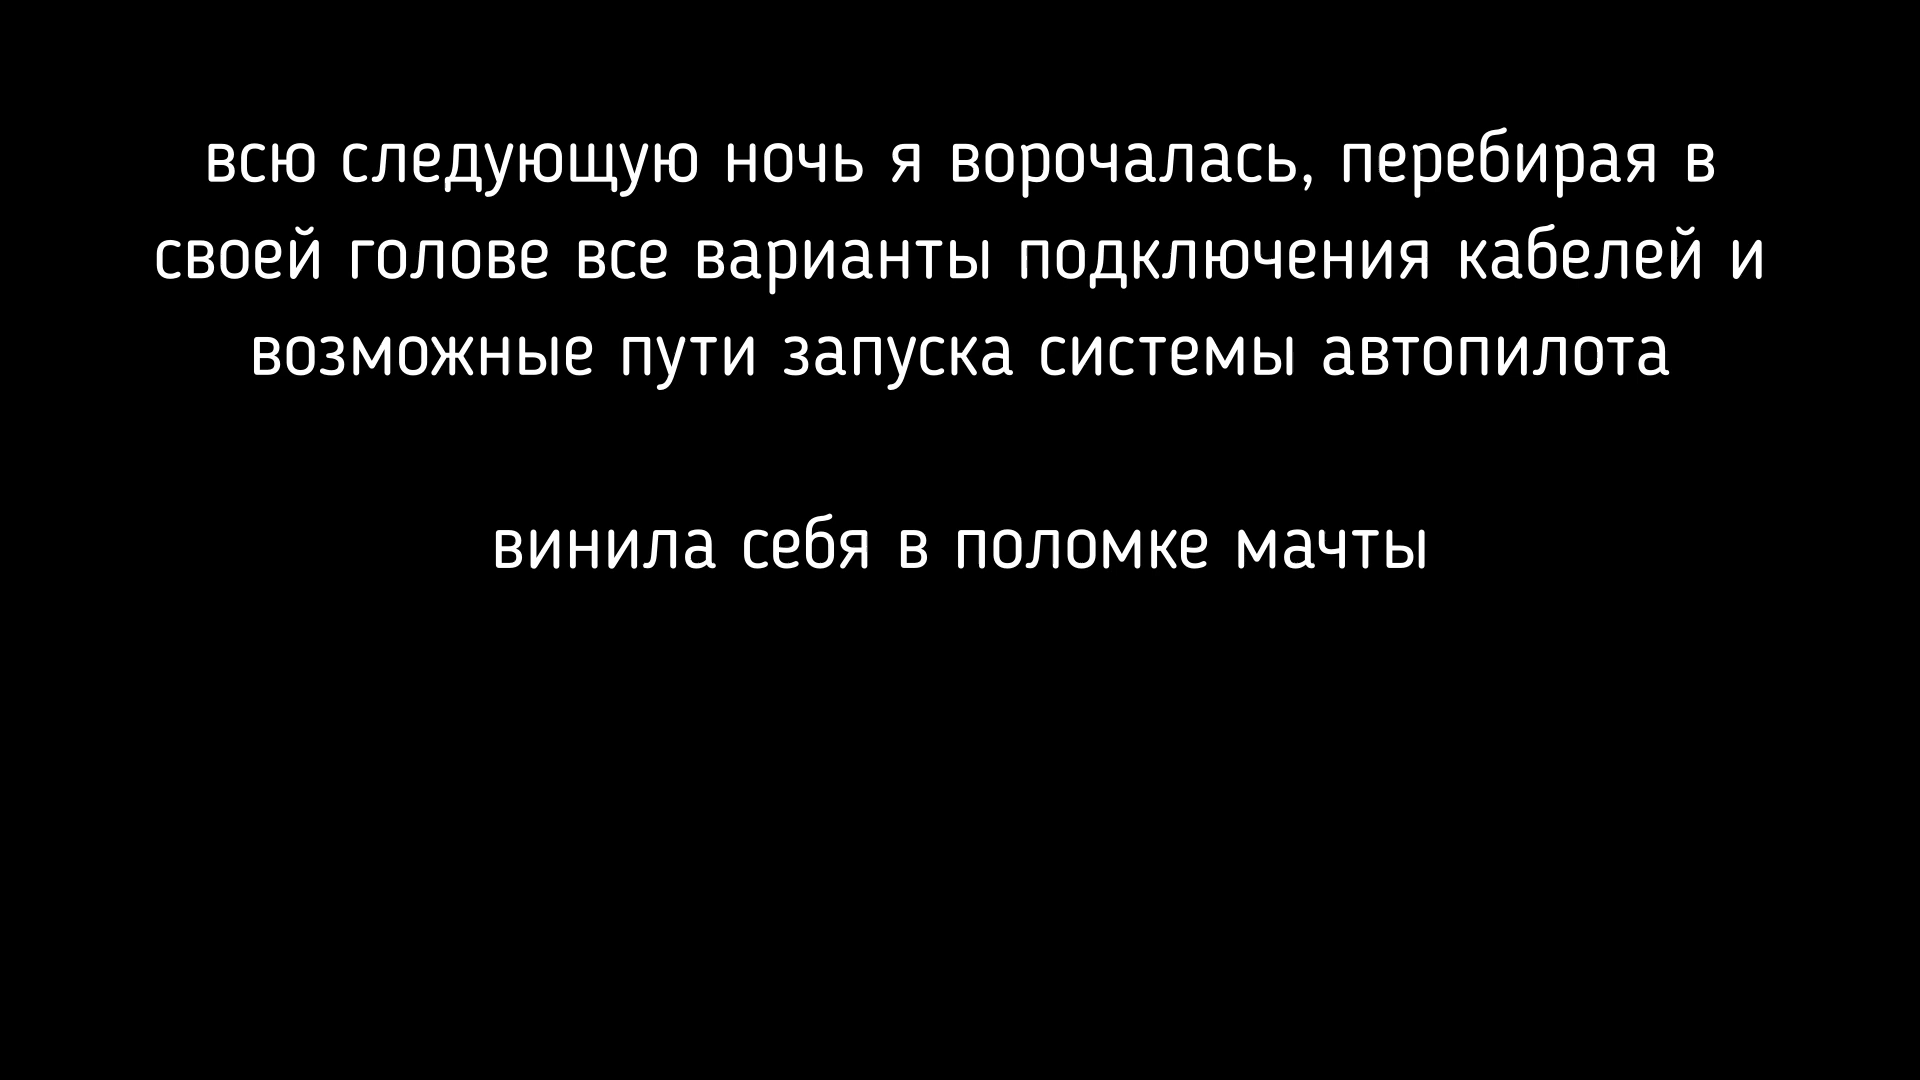 всю следующую ночь я ворочалась, перебирая в
своей голове все варианты подключения кабелей и
возможные пути запуска системы автопилота
винила себя в поломке мачты